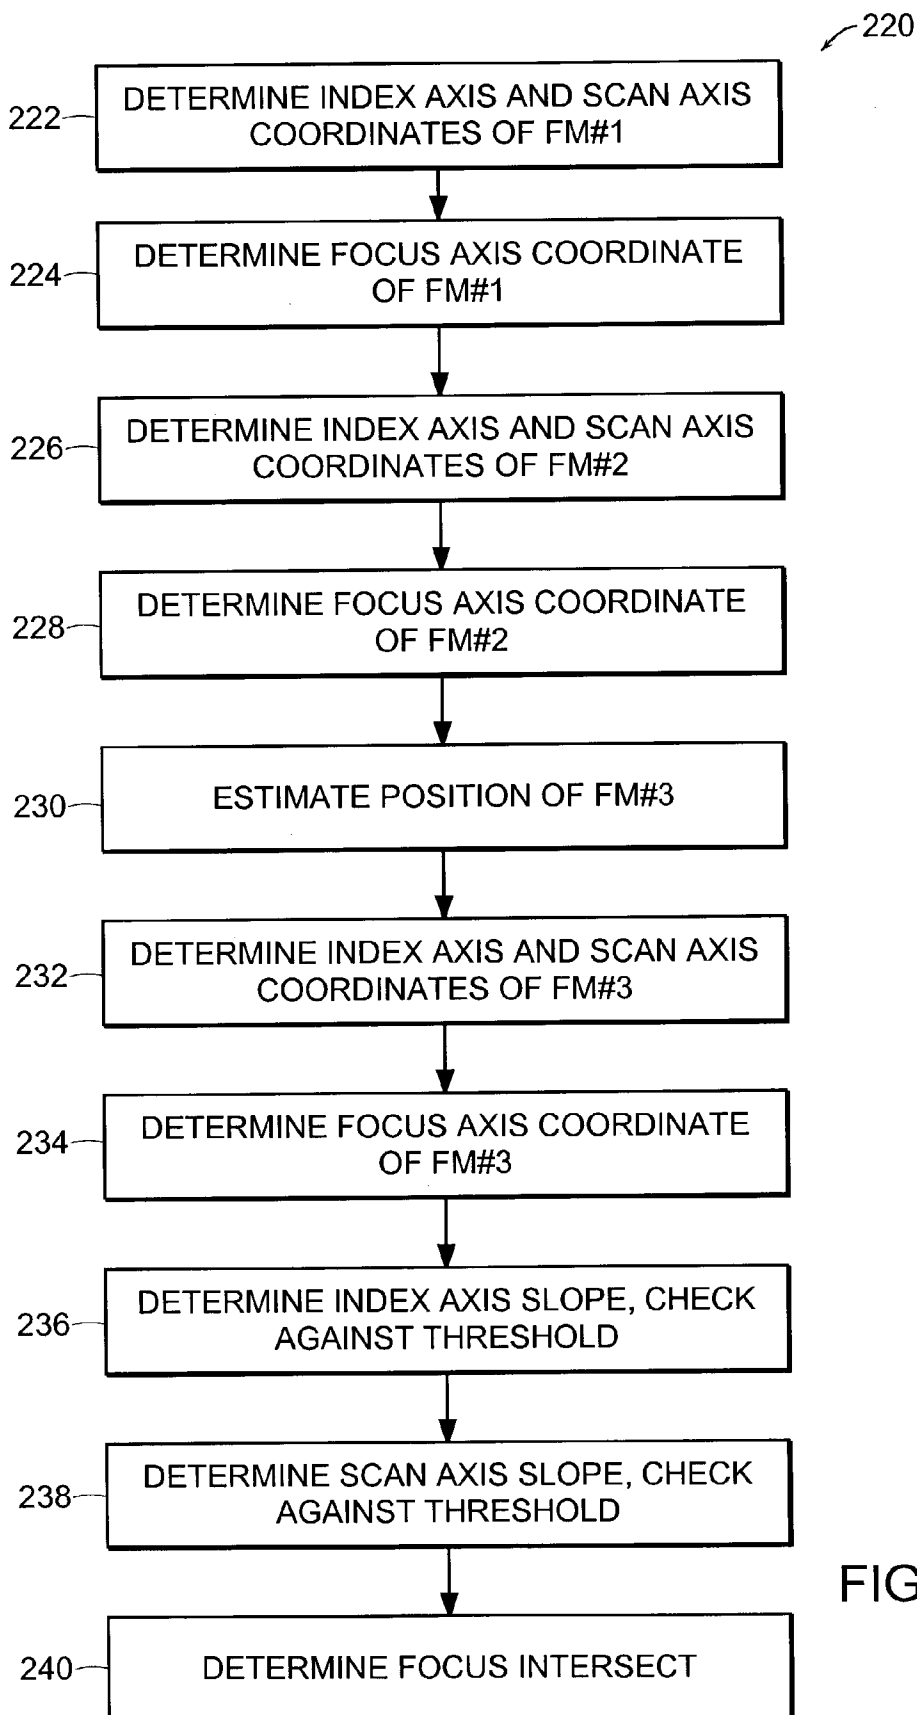 220
222
DETERMINE INDEX AXIS AND SCAN AXIS
COORDINATES OF FM#1
224
DETERMINE FOCUS AXIS COORDINATE
OF FM#1
226
DETERMINE INDEX AXIS AND SCAN AXIS
COORDINATES OF FM#2
228
DETERMINE FOCUS AXIS COORDINATE
OF FM#2
230
ESTIMATE POSITION OF FM#3
232
DETERMINE INDEX AXIS AND SCAN AXIS
COORDINATES OF FM#3
234
DETERMINE FOCUS AXIS COORDINATE
OF FM#3
236
DETERMINE INDEX AXIS SLOPE, CHECK
AGAINST THRESHOLD
238
DETERMINE SCAN AXIS SLOPE, CHECK
AGAINST THRESHOLD
FIG
240
DETERMINE FOCUS INTERSECT